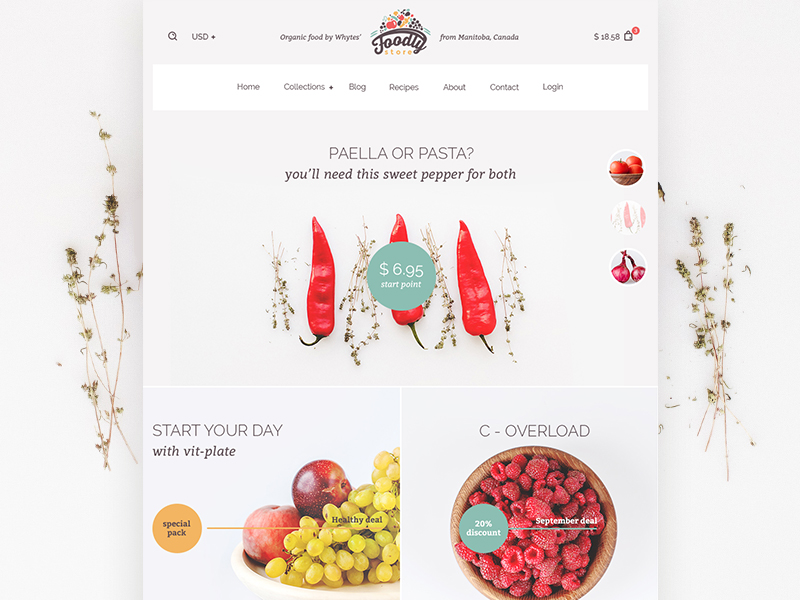 USD +
Organic food by Whytes'
Foodly
store
from Manitoba, Canada
$ 18.58
3
Home
Collections +
Blog
Recipes
About
Contact
Login
PAELLA OR PASTA?
you'll need this sweet pepper for both
$ 6.95
start point
START YOUR DAY
with vit-plate
special
pack
Healthy deal
C - OVERLOAD
20%
discount
September deal